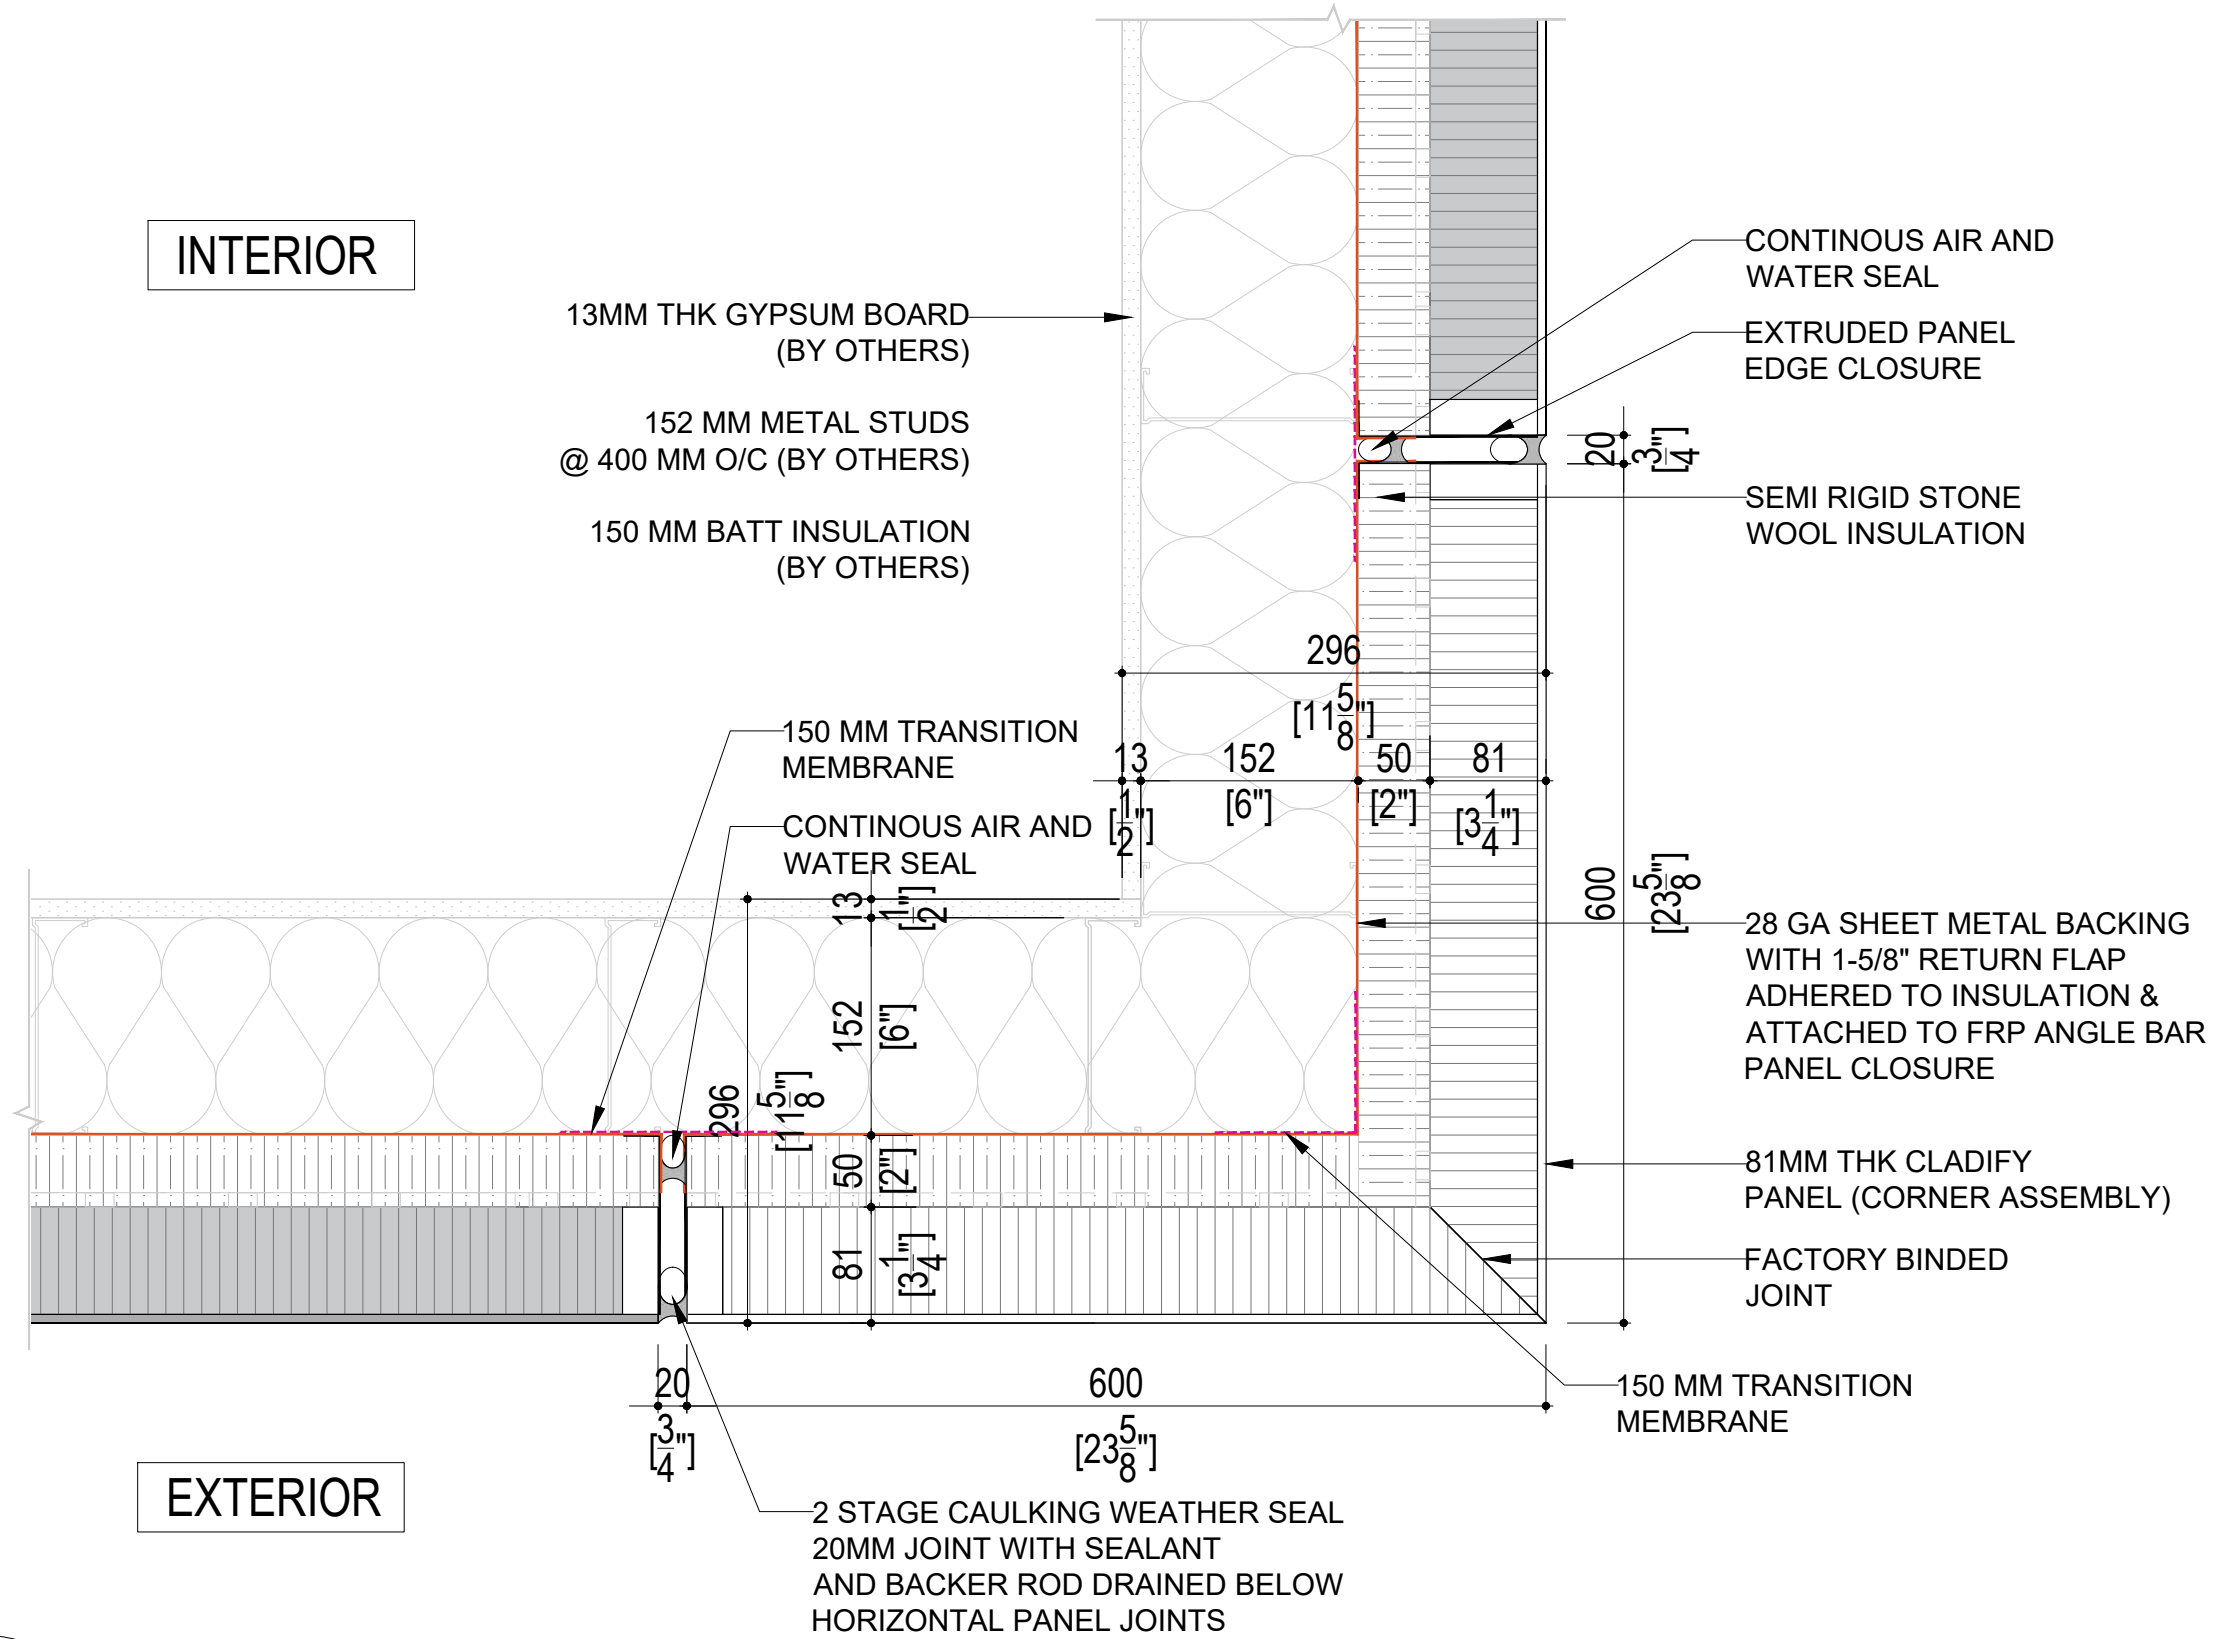 INTERIOR
13MM THK GYPSUM BOARD
(BY OTHERS)
152 MM METAL STUDS
@ 400 MM O/C (BY OTHERS)
150 MM BATT INSULATION
(BY OTHERS)
CONTINOUS AIR AND
WATER SEAL
EXTRUDED PANEL
EDGE CLOSURE
20
[3/4"]
SEMI RIGID STONE
WOOL INSULATION
296
[11 5/8"]
13
[1/2"]
152
[6"]
50
[2"]
81
[3 1/4"]
150 MM TRANSITION
MEMBRANE
CONTINOUS AIR AND
WATER SEAL
600
[23 5/8"]
13
[1/2"]
152
[6"]
296
[11 5/8"]
50
[2"]
81
[3 1/4"]
28 GA SHEET METAL BACKING
WITH 1-5/8" RETURN FLAP
ADHERED TO INSULATION &
ATTACHED TO FRP ANGLE BAR
PANEL CLOSURE
81MM THK CLADIFY
PANEL (CORNER ASSEMBLY)
FACTORY BINDED
JOINT
150 MM TRANSITION
MEMBRANE
20
[3/4"]
600
[23 5/8"]
EXTERIOR
2 STAGE CAULKING WEATHER SEAL
20MM JOINT WITH SEALANT
AND BACKER ROD DRAINED BELOW
HORIZONTAL PANEL JOINTS